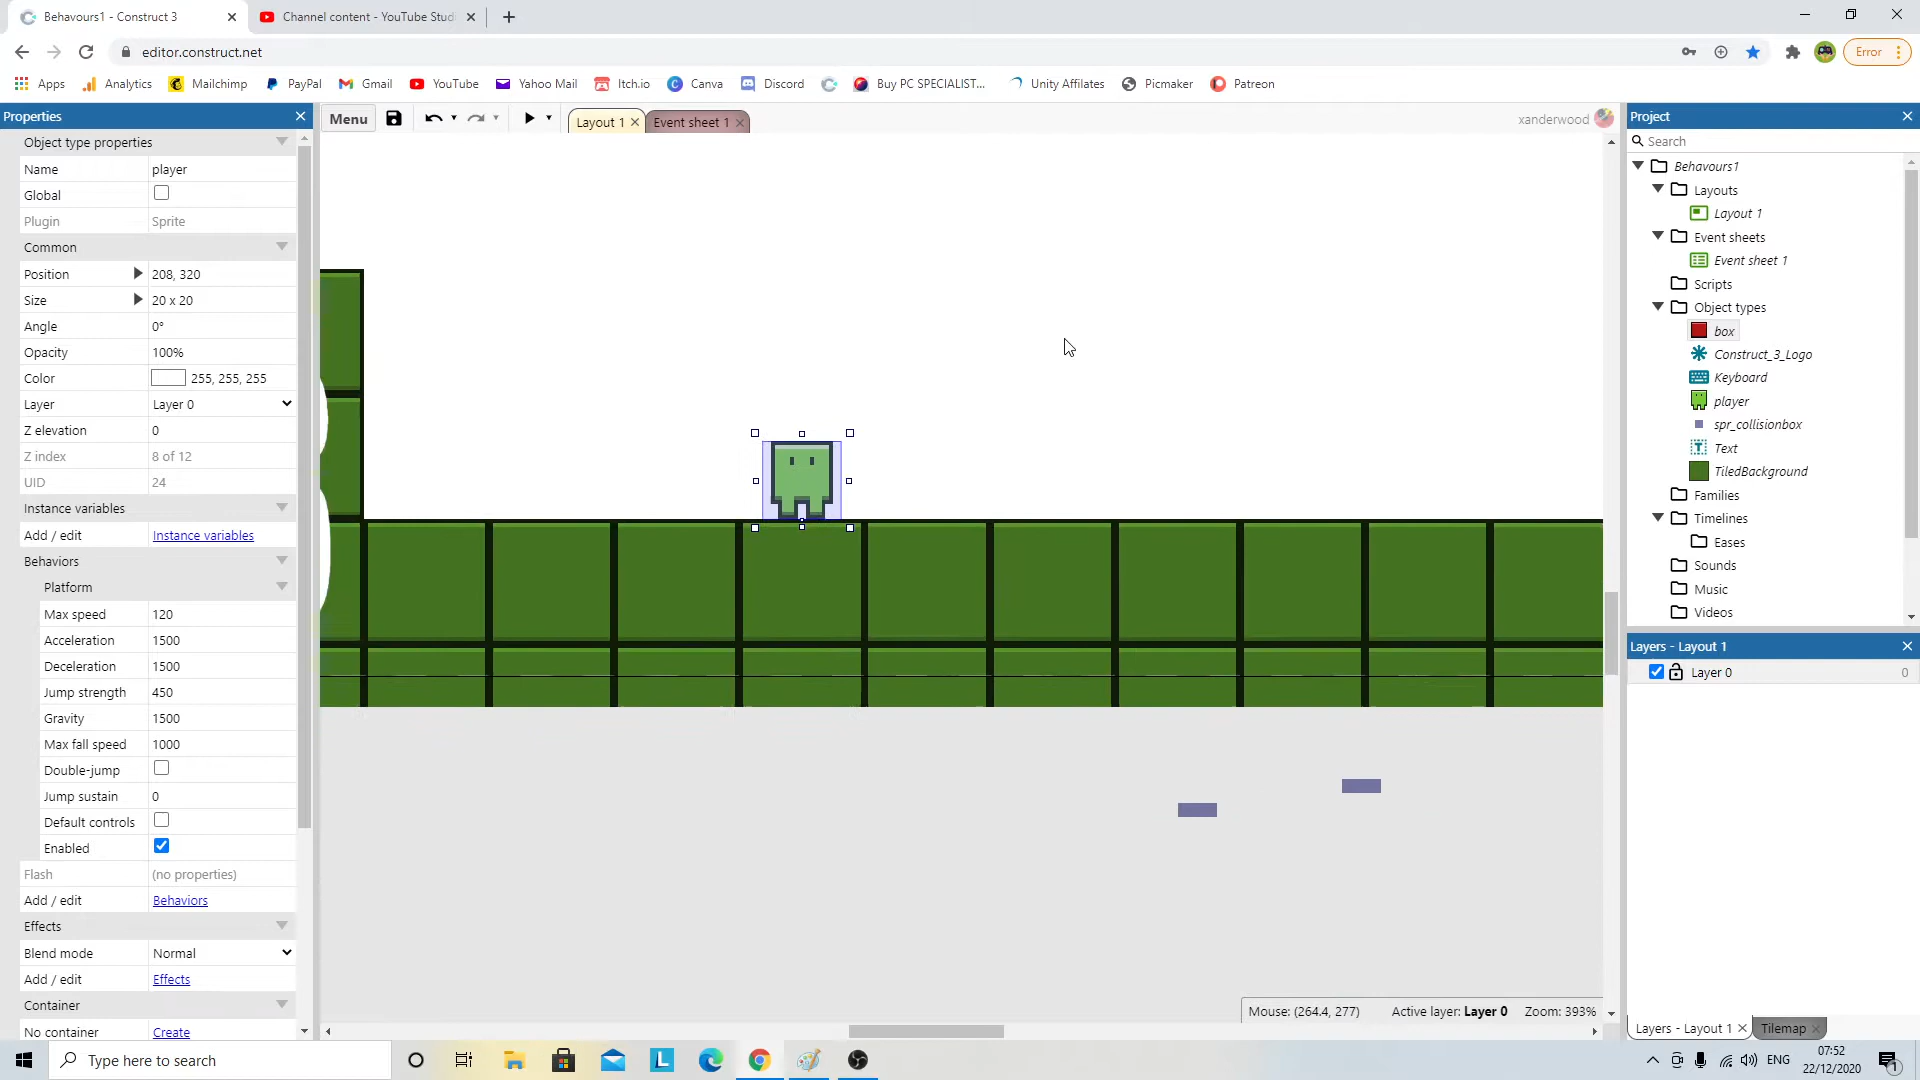 Behavours1 - Construct 3
Channel content - YouTube Studi
editor.construct.net
Error
Apps
Analytics
Mailchimp
PayPal
Gmail
YouTube
Yahoo Mail
Itch.io
Canva
Discord
Buy PC SPECIALIST...
Unity Affilates
Picmaker
Patreon
Properties
Menu
Layout 1
Event sheet 1
xanderwood
Project
Object type properties
Name player
Global
Plugin Sprite
Common
Position 208, 320
Size 20 x 20
Angle 0°
Opacity 100%
Color 255, 255, 255
Layer Layer 0
Z elevation 0
Z index 8 of 12
UID 24
Instance variables
Add / edit Instance variables
Behaviors
Platform
Max speed 120
Acceleration 1500
Deceleration 1500
Jump strength 450
Gravity 1500
Max fall speed 1000
Double-jump
Jump sustain 0
Default controls
Enabled
Flash (no properties)
Add / edit Behaviors
Effects
Blend mode Normal
Add / edit Effects
Container
No container Create
Mouse: (264.4, 277) Active layer: Layer 0 Zoom: 393%
Search
Behavours1
Layouts
Layout 1
Event sheets
Event sheet 1
Scripts
Object types
box
Construct_3_Logo
Keyboard
player
spr_collisionbox
Text
TiledBackground
Families
Timelines
Eases
Sounds
Music
Videos
Layers - Layout 1
Layer 0 0
Layers - Layout 1
Tilemap
Type here to search
ENG
07:52
22/12/2020
1